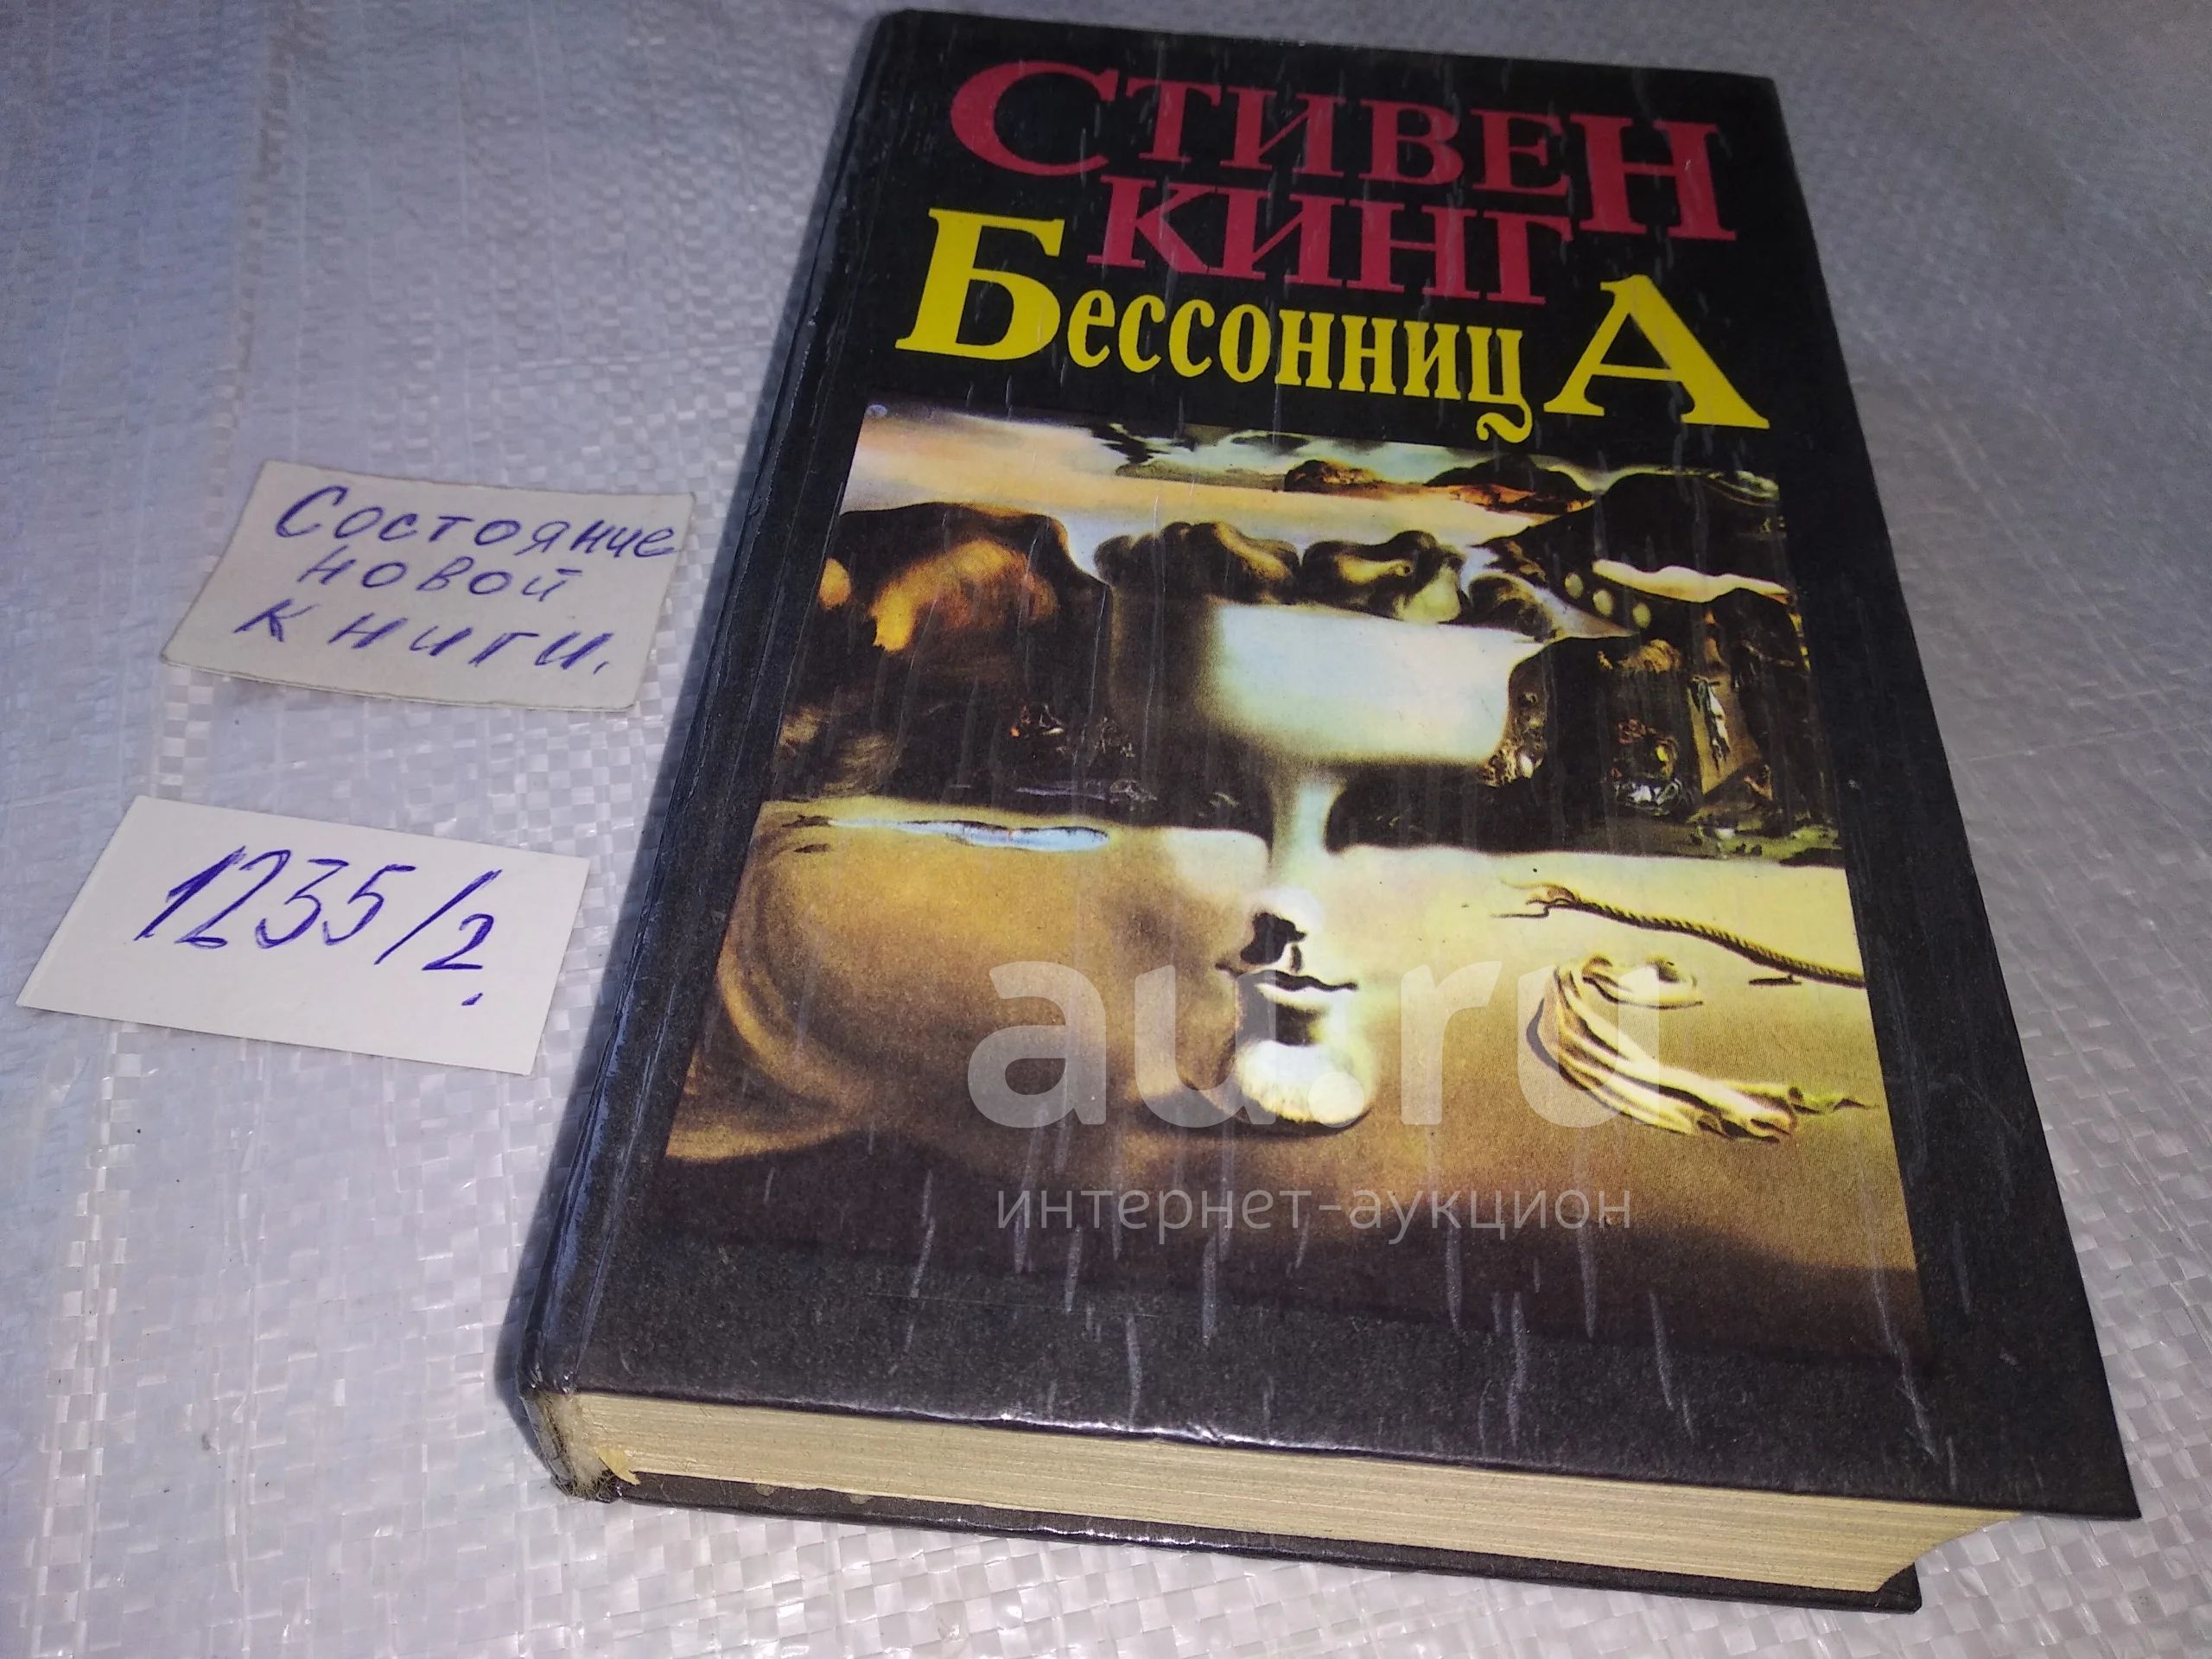 СТИВЕН
КИНГ
БЕССОННИЦА
Состояние
новой
книги.
1235/2.
au.ru
интернет-аукцион